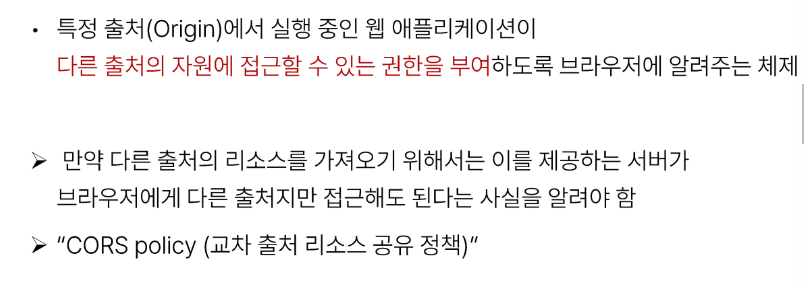 • 특정 출처(Origin)에서 실행 중인 웹 애플리케이션이
다른 출처의 자원에 접근할 수 있는 권한을 부여하도록 브라우저에 알려주는 체제
➢ 만약 다른 출처의 리소스를 가져오기 위해서는 이를 제공하는 서버가
브라우저에게 다른 출처지만 접근해도 된다는 사실을 알려야 함
➢ “CORS policy (교차 출처 리소스 공유 정책)“